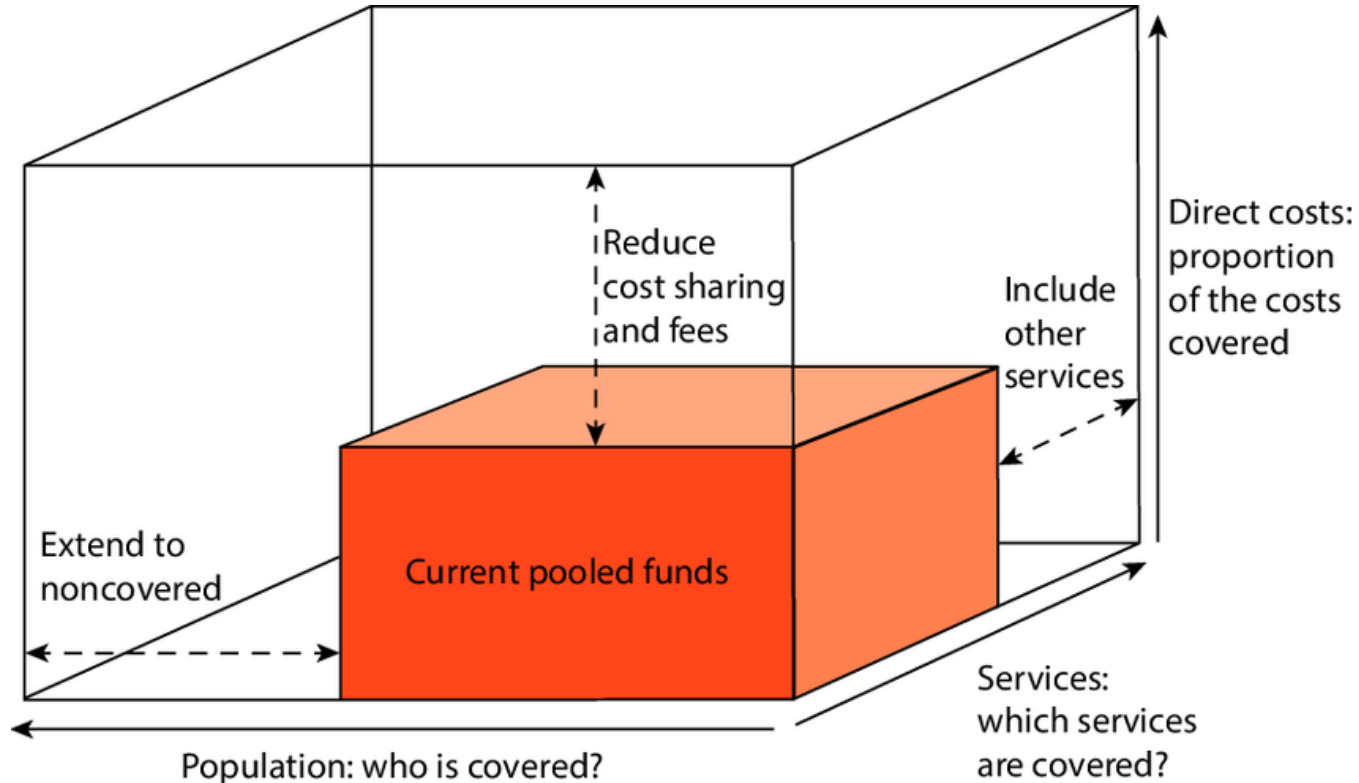 Reduce
cost sharing
and fees
Include
other
services
Direct costs:
proportion
of the costs
covered
Extend to
noncovered
Current pooled funds
Services:
which services
are covered?
Population: who is covered?